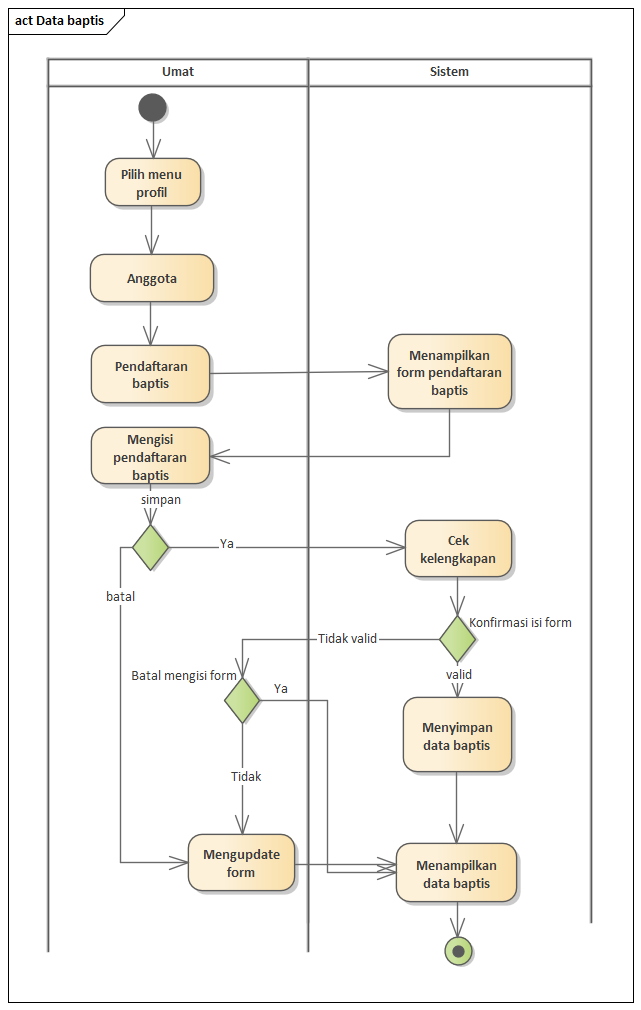 act Data baptis
Umat
Sistem
Pilih menu
profil
Anggota
Pendaftaran
baptis
Menampilkan
form pendaftaran
baptis
Mengisi
pendaftaran
baptis
simpan
Ya
Cek
kelengkapan
batal
Konfirmasi isi form
Tidak valid
Batal mengisi form
Ya
valid
Menyimpan
data baptis
Tidak
Mengupdate
form
Menampilkan
data baptis